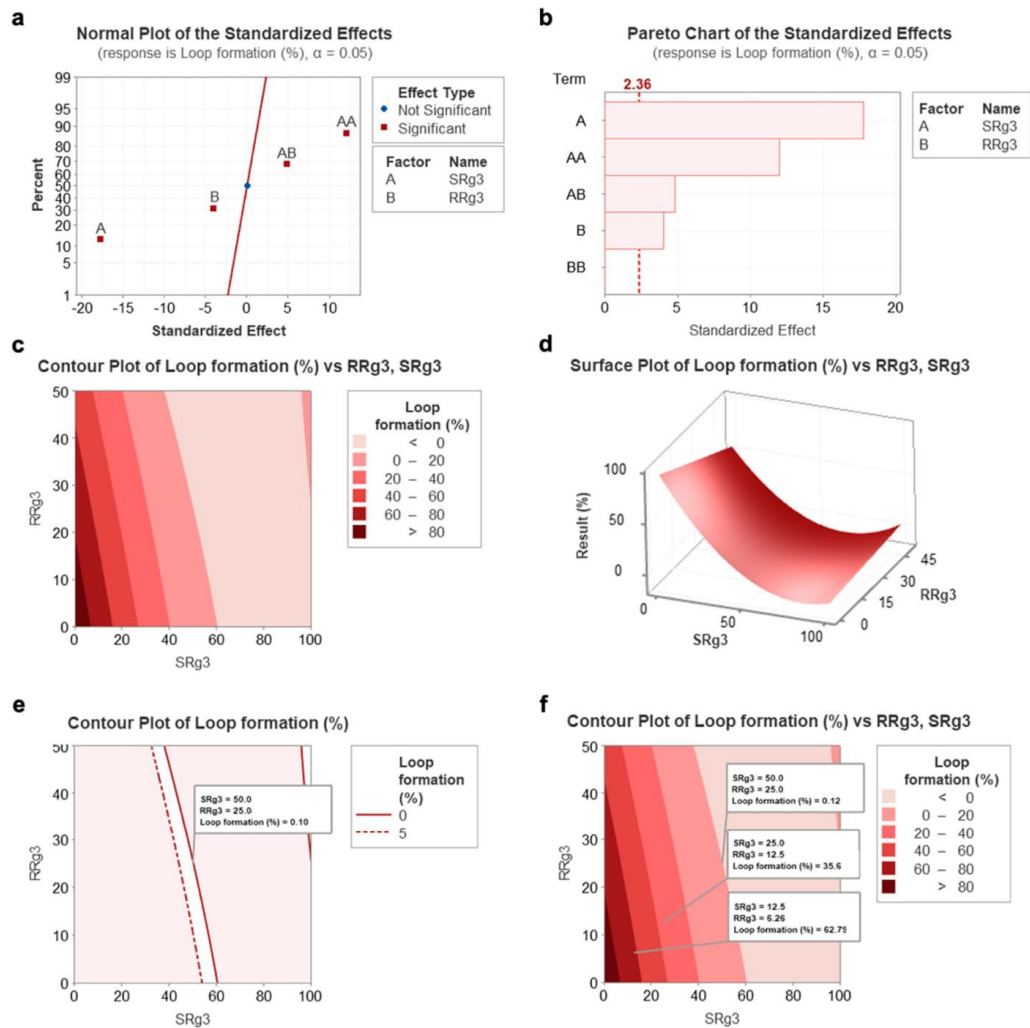 a
Normal Plot of the Standardized Effects
(response is Loop formation (%), α = 0.05)
99
95
90
80
70
60
50
40
30
20
10
5
1
Percent
-20 -15 -10 -5 0 5 10
Standardized Effect
A
B
AB
AA
Effect Type
Not Significant
Significant
Factor Name
A SRg3
B RRg3
b
Pareto Chart of the Standardized Effects
(response is Loop formation (%), α = 0.05)
Term
2.36
A
AA
AB
B
BB
0 5 10 15 20
Standardized Effect
Factor Name
A SRg3
B RRg3
c
Contour Plot of Loop formation (%) vs RRg3, SRg3
50
40
30
20
10
0
RRg3
0 20 40 60 80 100
SRg3
Loop
formation (%)
< 0
0 – 20
20 – 40
40 – 60
60 – 80
> 80
d
Surface Plot of Loop formation (%) vs RRg3, SRg3
100
50
0
Result (%)
0 50 100
SRg3
0
15
30
45
RRg3
e
Contour Plot of Loop formation (%)
50
40
30
20
10
0
RRg3
0 20 40 60 80 100
SRg3
SRg3 = 50.0
RRg3 = 25.0
Loop formation (%) = 0.10
Loop
formation
(%)
0
5
f
Contour Plot of Loop formation (%) vs RRg3, SRg3
50
40
30
20
10
0
RRg3
0 20 40 60 80 100
SRg3
SRg3 = 50.0
RRg3 = 25.0
Loop formation (%) = 0.12
SRg3 = 25.0
RRg3 = 12.5
Loop formation (%) = 35.6
SRg3 = 12.5
RRg3 = 6.26
Loop formation (%) = 62.75
Loop
formation (%)
< 0
0 – 20
20 – 40
40 – 60
60 – 80
> 80